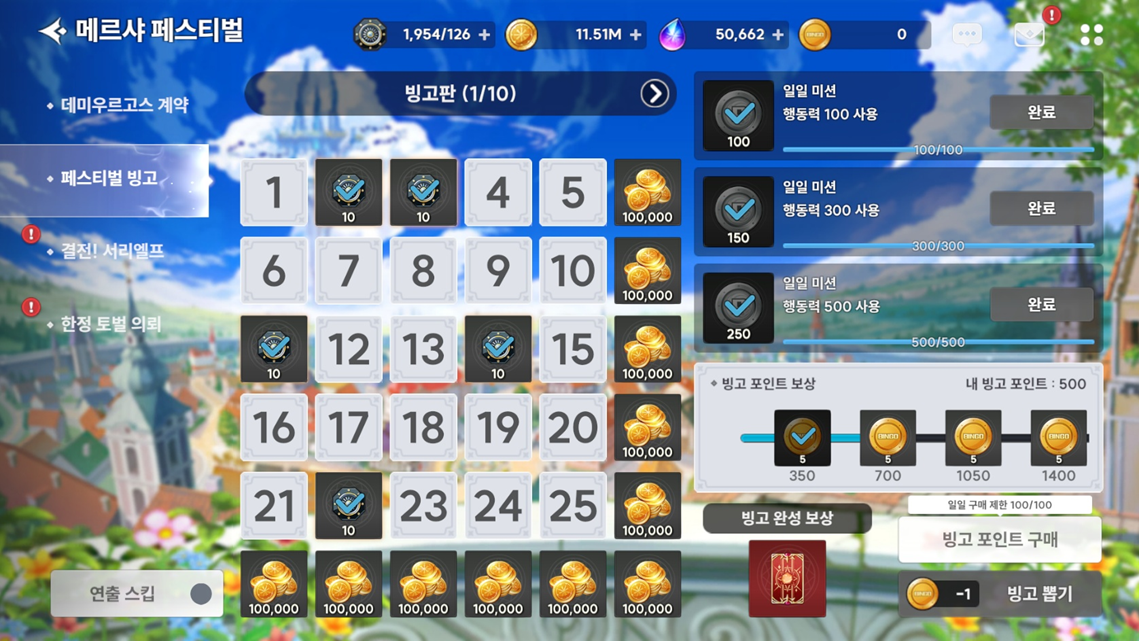 메르샤 페스티벌
1,954/126 +
11.51M +
50,662 +
0
데미우르고스 계약
페스티벌 빙고
결전! 서리엘프
한정 토벌 의뢰
연출 스킵
빙고판 (1/10)
1 10 10 4 5 100,000
6 7 8 9 10 100,000
10 12 13 10 15 100,000
16 17 18 19 20 100,000
21 10 23 24 25 100,000
100,000 100,000 100,000 100,000 100,000 100,000
일일 미션
행동력 100 사용
100
완료
100/100
일일 미션
행동력 300 사용
150
완료
300/300
일일 미션
행동력 500 사용
250
완료
500/500
빙고 포인트 보상
내 빙고 포인트 : 500
5 5 5 5
350 700 1050 1400
빙고 완성 보상
일일 구매 제한 100/100
빙고 포인트 구매
-1 빙고 뽑기